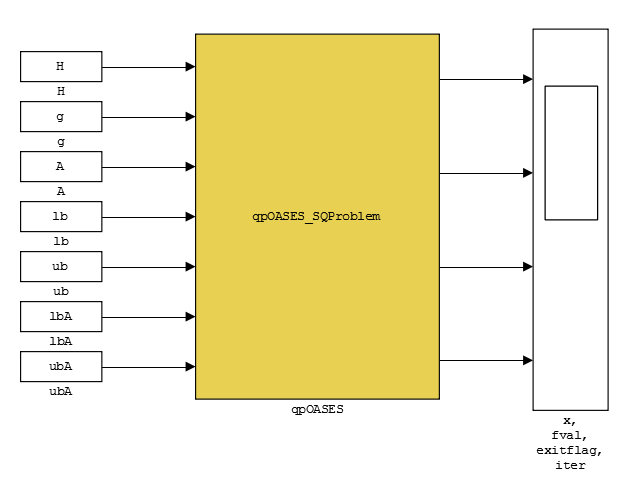 H
H
g
g
A
A
lb
lb
ub
ub
lbA
lbA
ubA
ubA
qpOASES_SQProblem
qpOASES
x,
fval,
exitflag,
iter